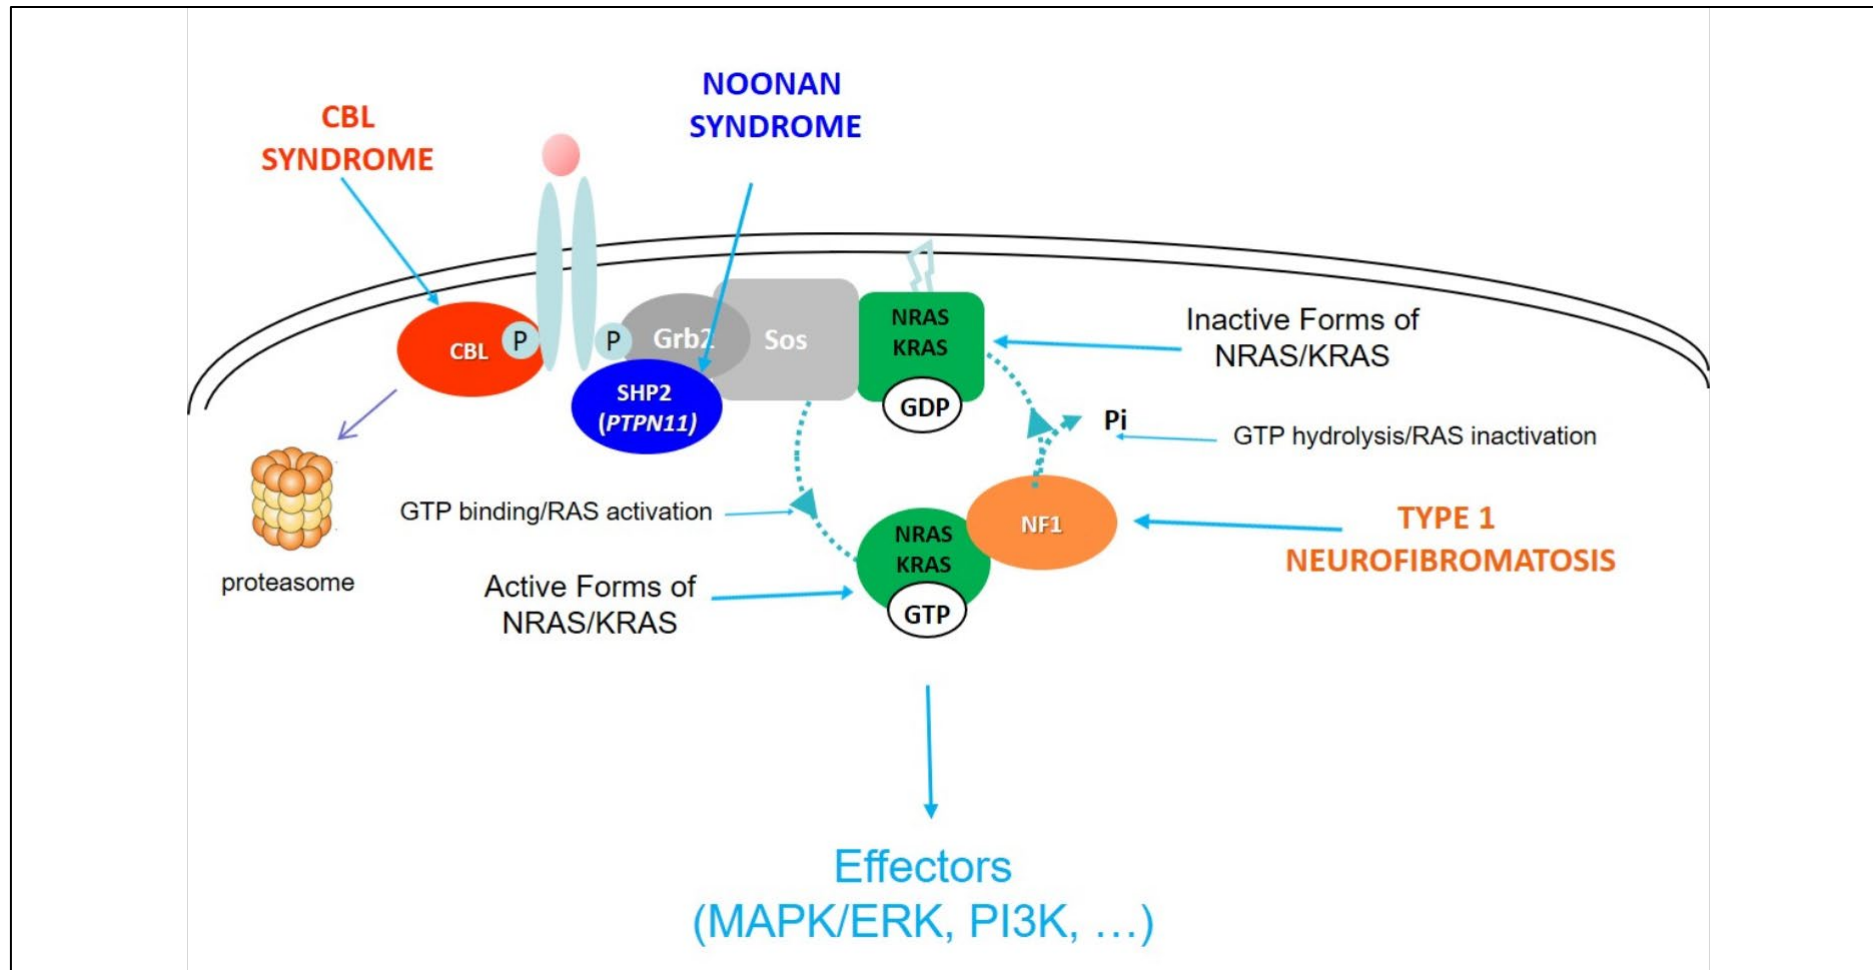 NOONAN
SYNDROME
CBL
SYNDROME
CBL
P
P
Grb2
Sos
SHP2
(PTPN11)
NRAS
KRAS
GDP
Inactive Forms of
NRAS/KRAS
Pi
GTP hydrolysis/RAS inactivation
GTP binding/RAS activation
NRAS
KRAS
GTP
NF1
TYPE 1
NEUROFIBROMATOSIS
proteasome
Active Forms of
NRAS/KRAS
Effectors
(MAPK/ERK, PI3K, …)